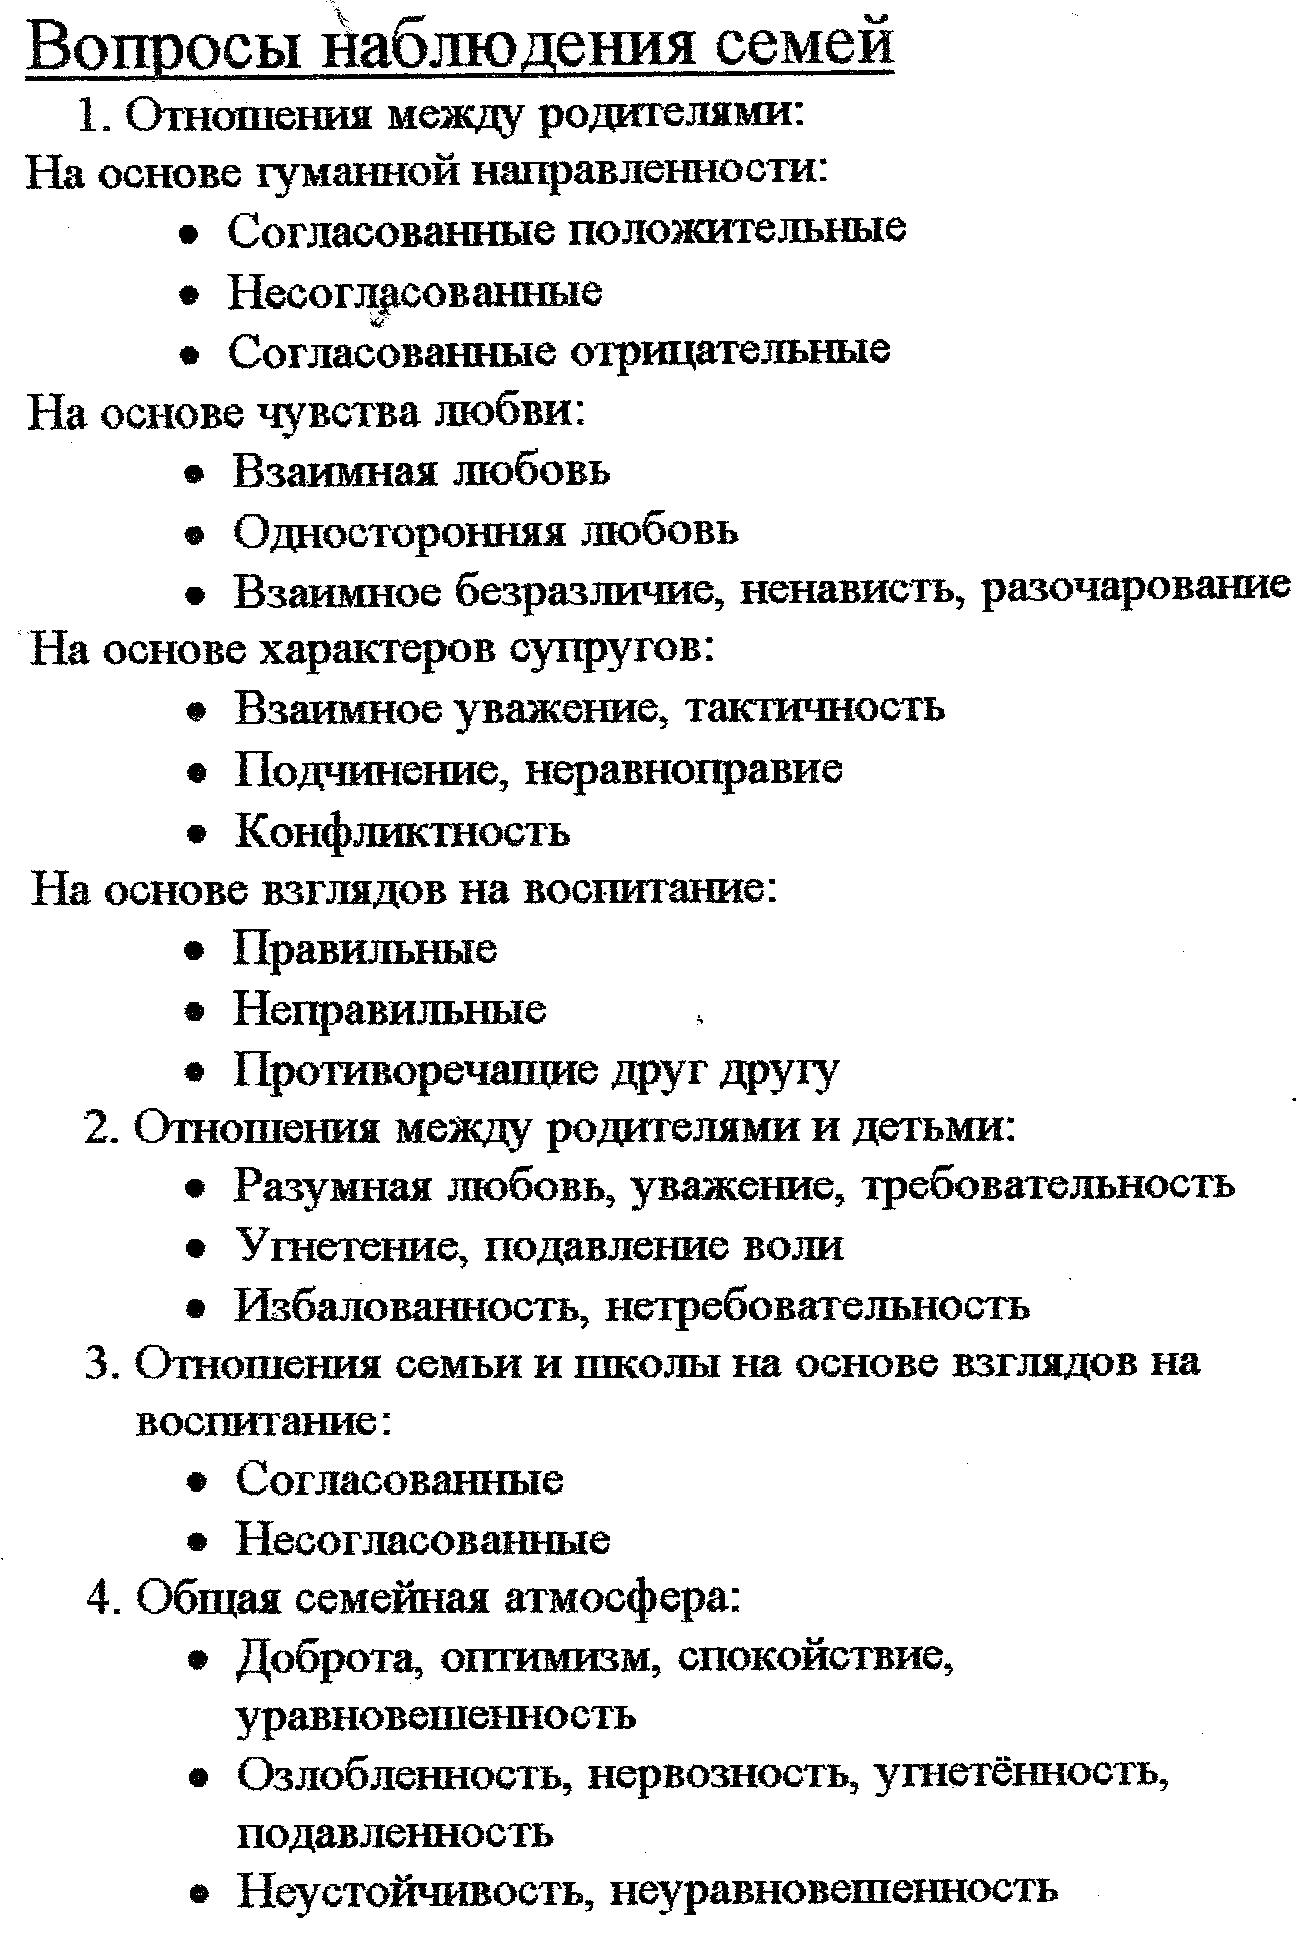 Вопросы наблюдения семей
1. Отношения между родителями:
На основе гуманной направленности:
• Согласованные положительные
• Несогласованные
• Согласованные отрицательные
На основе чувства любви:
• Взаимная любовь
• Односторонняя любовь
• Взаимное безразличие, ненависть, разочарование
На основе характеров супругов:
• Взаимное уважение, тактичность
• Подчинение, неравноправие
• Конфликтность
На основе взглядов на воспитание:
• Правильные
• Неправильные
• Противоречащие друг другу
2. Отношения между родителями и детьми:
• Разумная любовь, уважение, требовательность
• Угнетение, подавление воли
• Избалованность, нетребовательность
3. Отношения семьи и школы на основе взглядов на
воспитание:
• Согласованные
• Несогласованные
4. Общая семейная атмосфера:
• Доброта, оптимизм, спокойствие,
уравновешенность
• Озлобленность, нервозность, угнетённость,
подавленность
• Неустойчивость, неуравновешенность